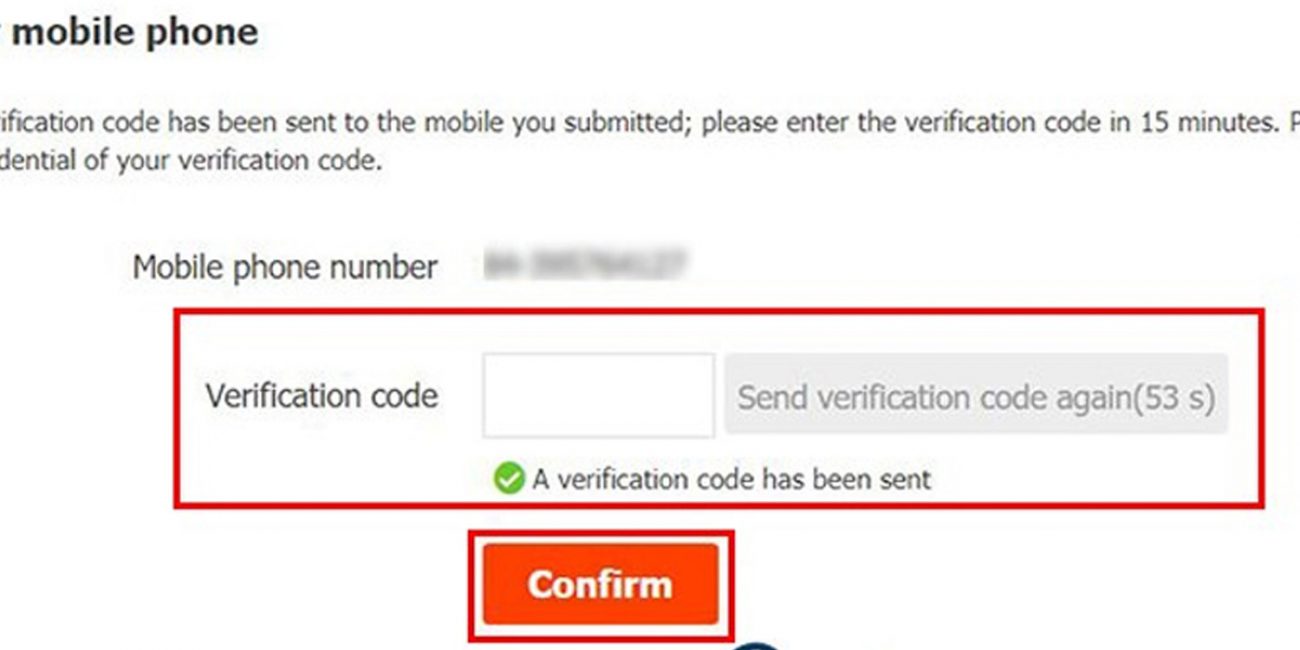 mobile phone
ification code has been sent to the mobile you submitted; please enter the verification code in 15 minutes. P
dential of your verification code.
Mobile phone number
Verification code
Send verification code again(53 s)
A verification code has been sent
Confirm